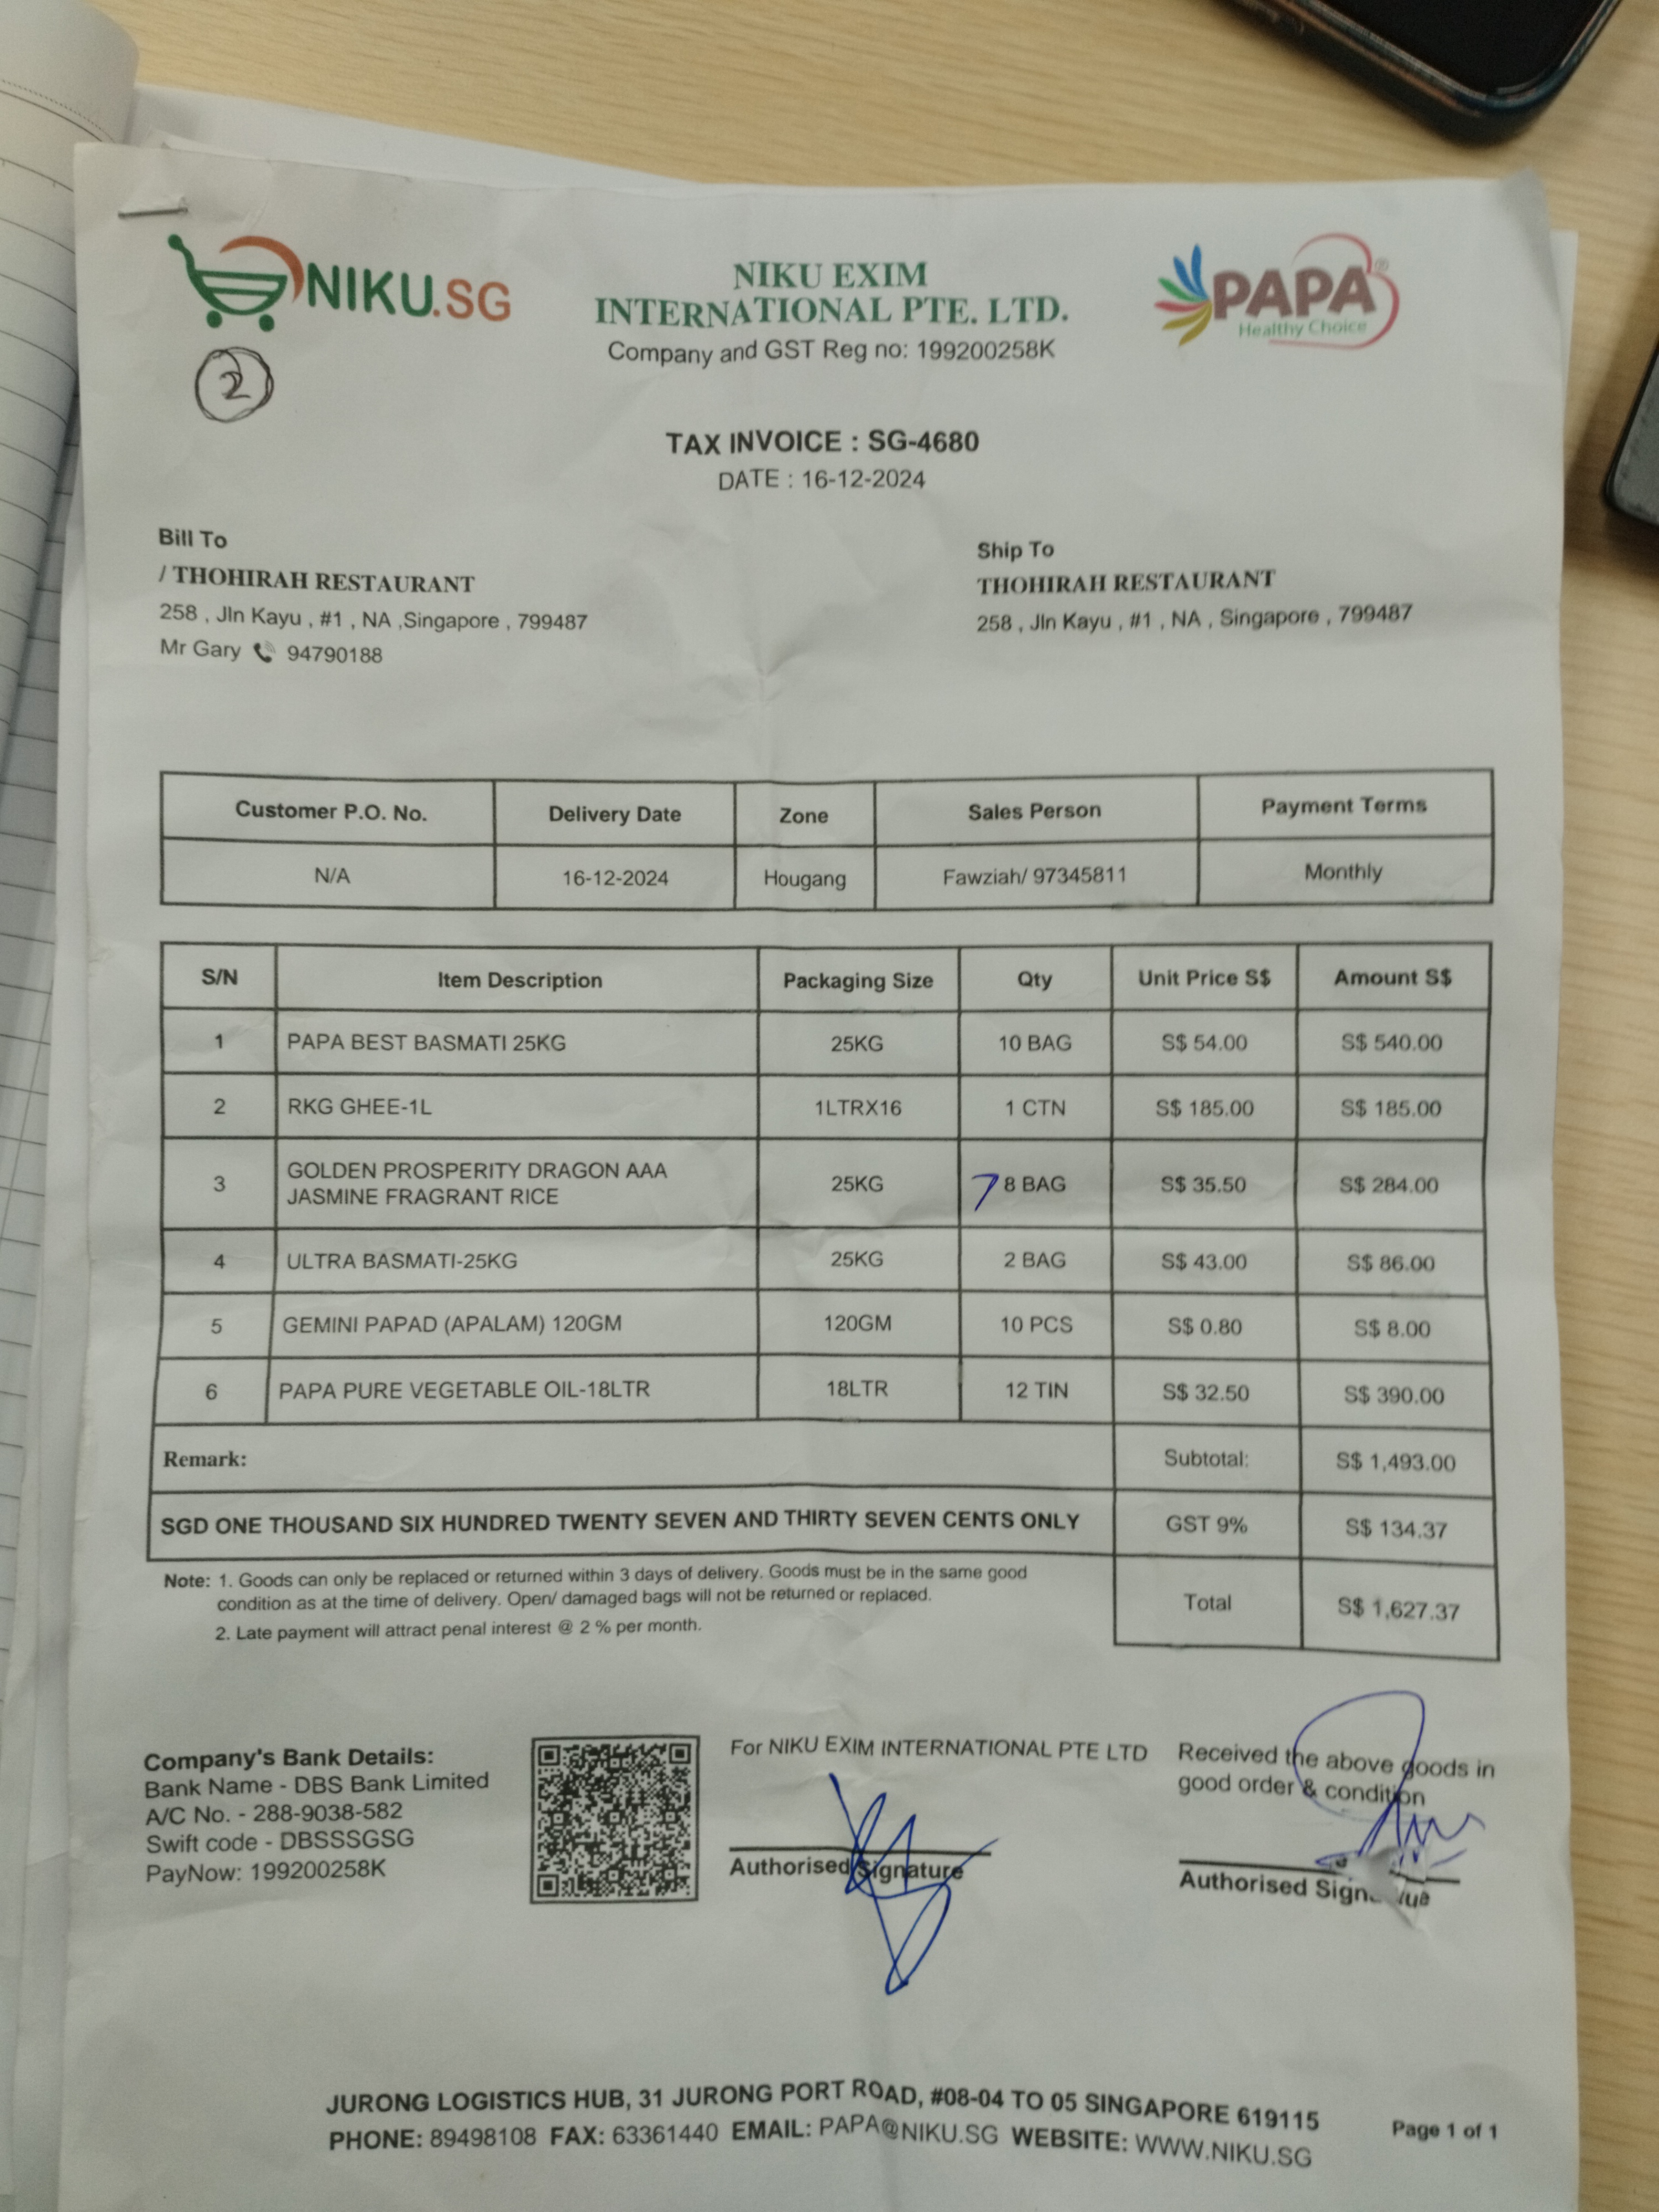 NIKU.SG
NIKU EXIM
INTERNATIONAL PTE. LTD.
Company and GST Reg no: 199200258K
PAPA®
Healthy Choice
2
TAX INVOICE : SG-4680
DATE : 16-12-2024
Bill To
/ THOHIRAH RESTAURANT
258 , Jln Kayu , #1 , NA ,Singapore , 799487
Mr Gary 94790188
Ship To
THOHIRAH RESTAURANT
258 , Jln Kayu , #1 , NA , Singapore , 799487
Customer P.O. No. Delivery Date Zone Sales Person Payment Terms
N/A 16-12-2024 Hougang Fawziah/ 97345811 Monthly
S/N Item Description Packaging Size Qty Unit Price S$ Amount S$
1 PAPA BEST BASMATI 25KG 25KG 10 BAG S$ 54.00 S$ 540.00
2 RKG GHEE-1L 1LTRX16 1 CTN S$ 185.00 S$ 185.00
3 GOLDEN PROSPERITY DRAGON AAA
JASMINE FRAGRANT RICE 25KG 7 8 BAG S$ 35.50 S$ 284.00
4 ULTRA BASMATI-25KG 25KG 2 BAG S$ 43.00 S$ 86.00
5 GEMINI PAPAD (APALAM) 120GM 120GM 10 PCS S$ 0.80 S$ 8.00
6 PAPA PURE VEGETABLE OIL-18LTR 18LTR 12 TIN S$ 32.50 S$ 390.00
Remark: Subtotal: S$ 1,493.00
SGD ONE THOUSAND SIX HUNDRED TWENTY SEVEN AND THIRTY SEVEN CENTS ONLY GST 9% S$ 134.37
Total S$ 1,627.37
Note: 1. Goods can only be replaced or returned within 3 days of delivery. Goods must be in the same good
condition as at the time of delivery. Open/ damaged bags will not be returned or replaced.
2. Late payment will attract penal interest @ 2 % per month.
Company's Bank Details:
Bank Name - DBS Bank Limited
A/C No. - 288-9038-582
Swift code - DBSSSGSG
PayNow: 199200258K
For NIKU EXIM INTERNATIONAL PTE LTD
Authorised Signature
Received the above goods in
good order & condition
Authorised
JURONG LOGISTICS HUB, 31 JURONG PORT ROAD, #08-04 TO 05 SINGAPORE 619115
PHONE: 89498108 FAX: 63361440 EMAIL: PAPA@NIKU.SG WEBSITE: WWW.NIKU.SG
Page 1 of 1